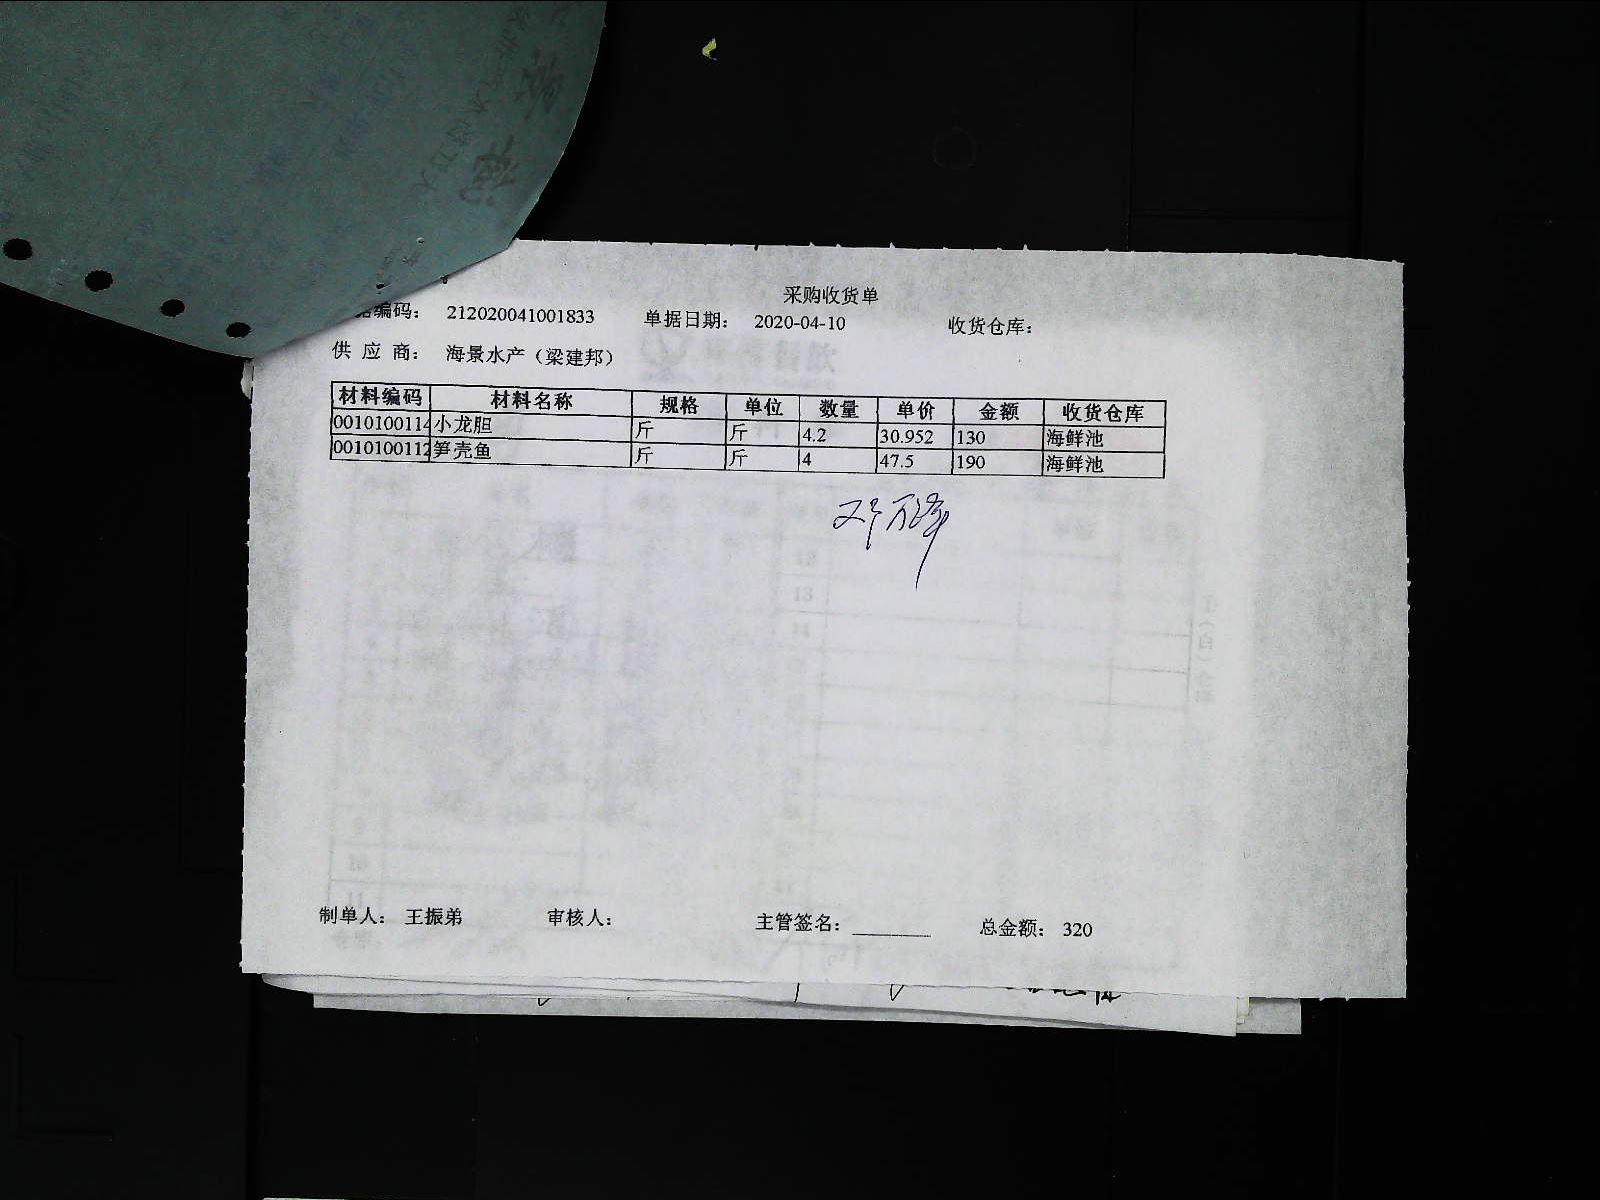 采购收货单
据编码： 212020041001833 单据日期： 2020-04-10 收货仓库：
供 应 商： 海景水产（梁建邦）
材料编码 材料名称 规格 单位 数量 单价 金额 收货仓库
0010100114 小龙胆 斤 斤 4.2 30.952 130 海鲜池
0010100112 笋壳鱼 斤 斤 4 47.5 190 海鲜池
制单人： 王振弟 审核人： 主管签名： 总金额： 320